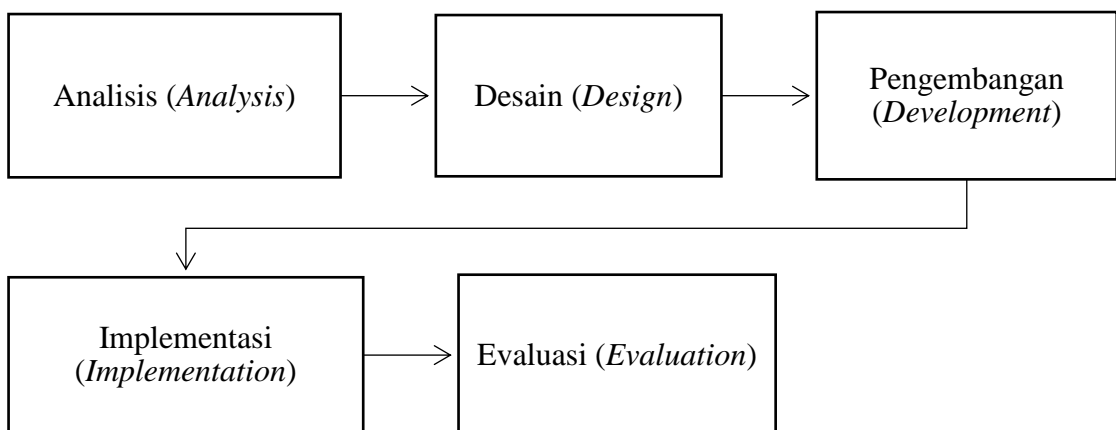 Analisis (Analysis)
Desain (Design)
Pengembangan
(Development)
Implementasi
(Implementation)
Evaluasi (Evaluation)